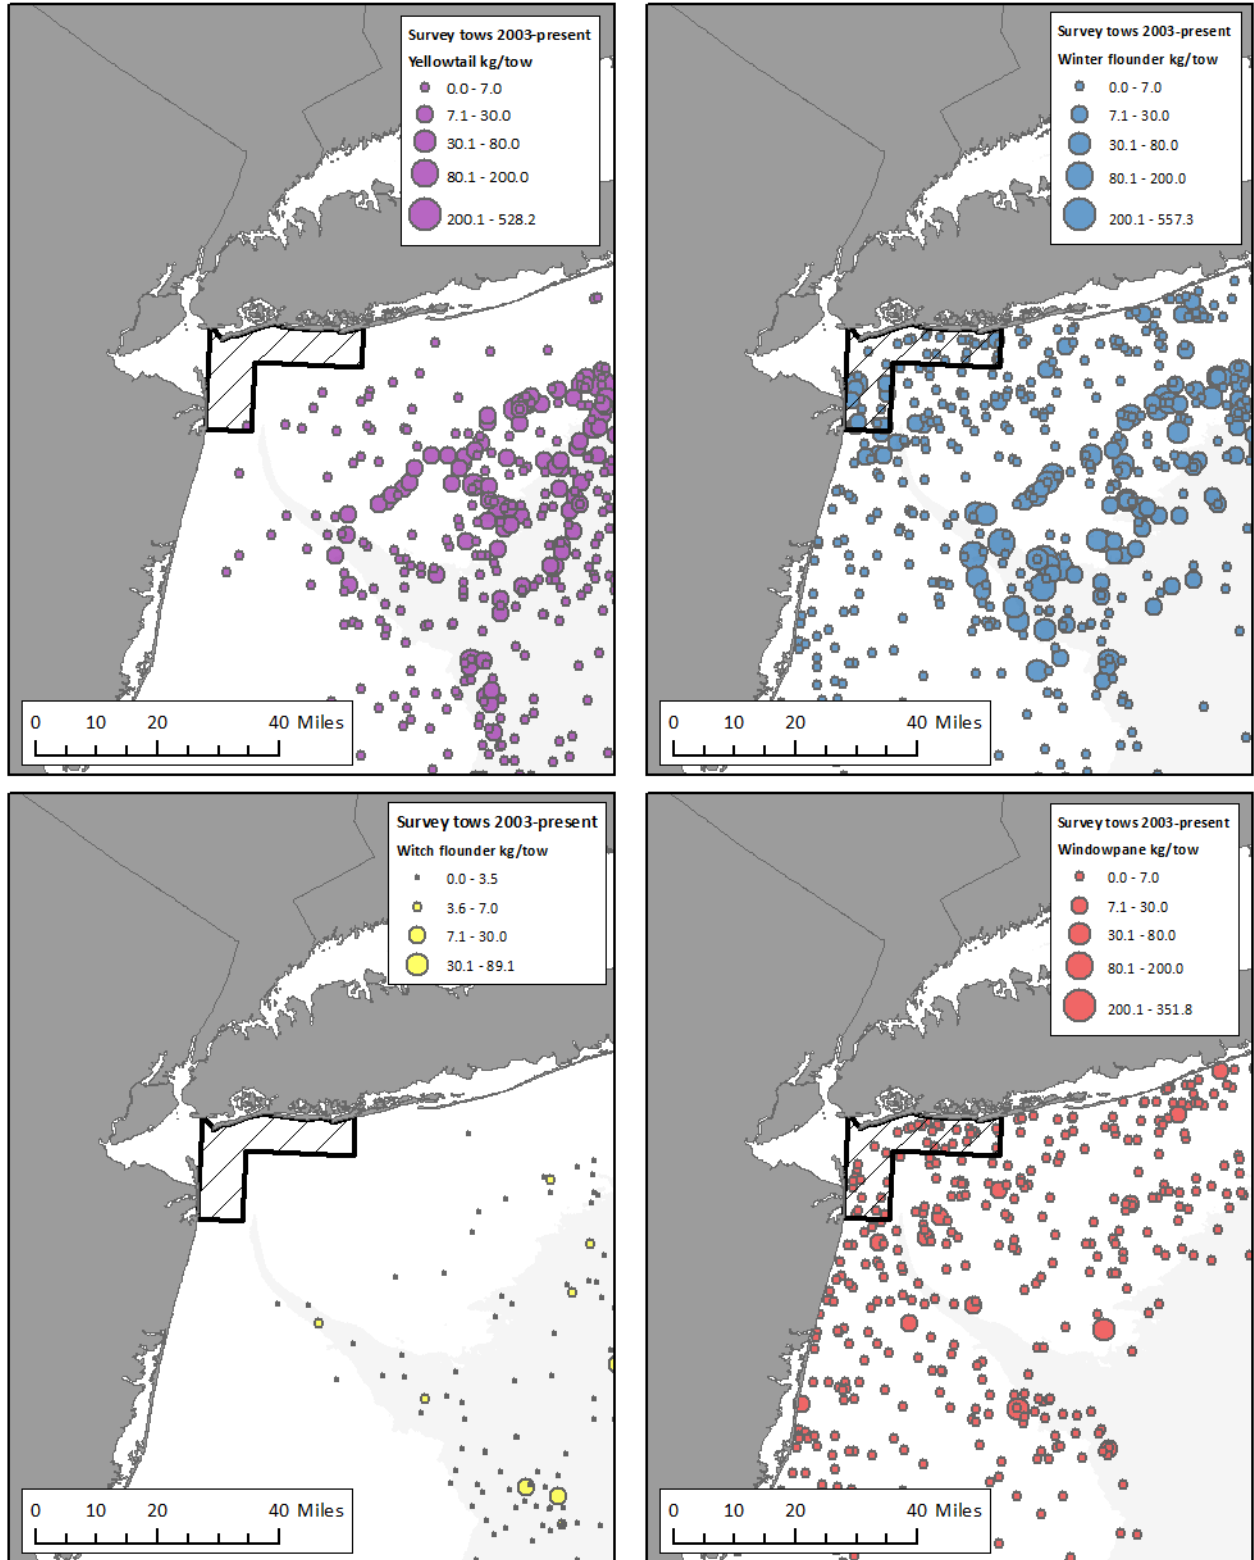 Survey tows 2003-present
Yellowtail kg/tow
0.0 - 7.0
7.1 - 30.0
30.1 - 80.0
80.1 - 200.0
200.1 - 528.2
0 10 20 40 Miles
Survey tows 2003-present
Winter flounder kg/tow
0.0 - 7.0
7.1 - 30.0
30.1 - 80.0
80.1 - 200.0
200.1 - 557.3
0 10 20 40 Miles
Survey tows 2003-present
Witch flounder kg/tow
0.0 - 3.5
3.6 - 7.0
7.1 - 30.0
30.1 - 89.1
0 10 20 40 Miles
Survey tows 2003-present
Windowpane kg/tow
0.0 - 7.0
7.1 - 30.0
30.1 - 80.0
80.1 - 200.0
200.1 - 351.8
0 10 20 40 Miles